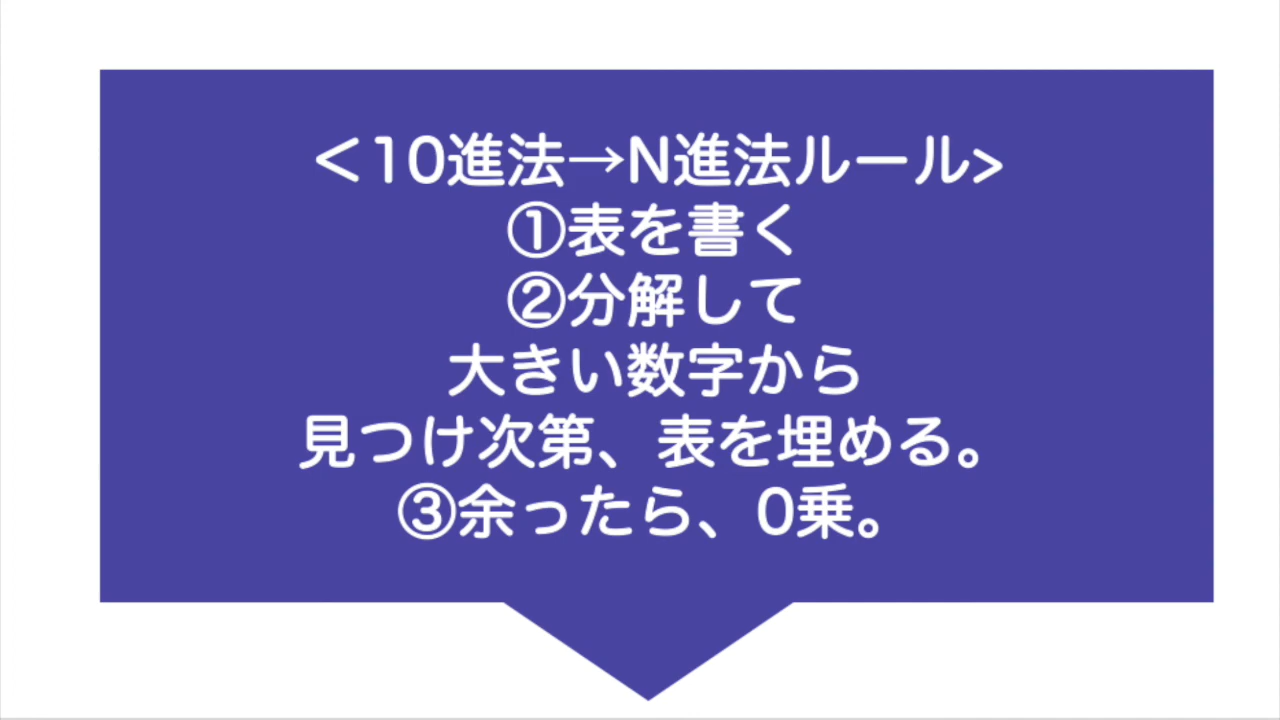 ＜10進法→N進法ルール>
①表を書く
②分解して
大きい数字から
見つけ次第、表を埋める。
③余ったら、0乗。